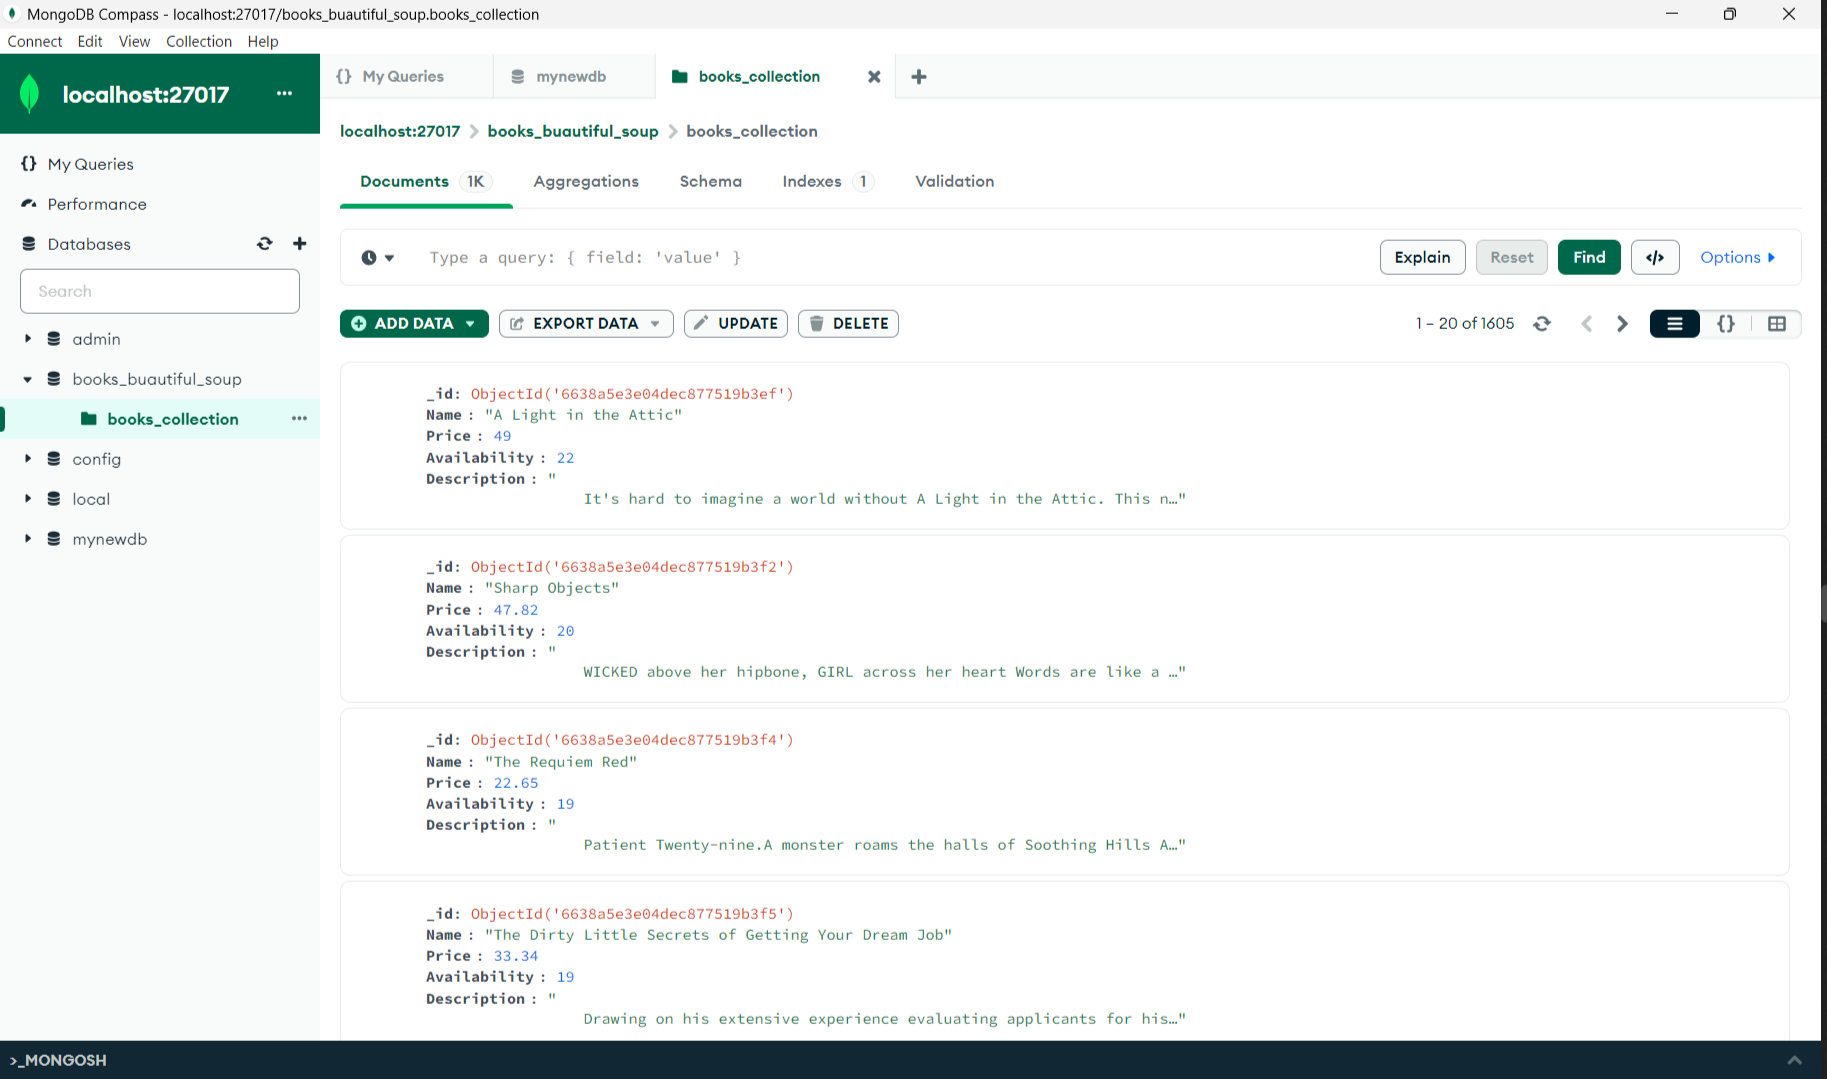 MongoDB Compass - localhost:27017/books_buautiful_soup.books_collection
Connect Edit View Collection Help
localhost:27017 ...
{} My Queries
Performance
Databases
Search
admin
books_buautiful_soup
books_collection ...
config
local
mynewdb
{} My Queries mynewdb books_collection
localhost:27017 > books_buautiful_soup > books_collection
Documents 1K Aggregations Schema Indexes 1 Validation
Type a query: { field: 'value' } Explain Reset Find </> Options
ADD DATA EXPORT DATA UPDATE DELETE 1 – 20 of 1605 {}
_id: ObjectId('6638a5e3e04dec877519b3ef')
Name : "A Light in the Attic"
Price : 49
Availability : 22
Description : "
It's hard to imagine a world without A Light in the Attic. This n…"
_id: ObjectId('6638a5e3e04dec877519b3f2')
Name : "Sharp Objects"
Price : 47.82
Availability : 20
Description : "
WICKED above her hipbone, GIRL across her heart Words are like a …"
_id: ObjectId('6638a5e3e04dec877519b3f4')
Name : "The Requiem Red"
Price : 22.65
Availability : 19
Description : "
Patient Twenty-nine.A monster roams the halls of Soothing Hills A…"
_id: ObjectId('6638a5e3e04dec877519b3f5')
Name : "The Dirty Little Secrets of Getting Your Dream Job"
Price : 33.34
Availability : 19
Description : "
Drawing on his extensive experience evaluating applicants for his…"
>_MONGOSH